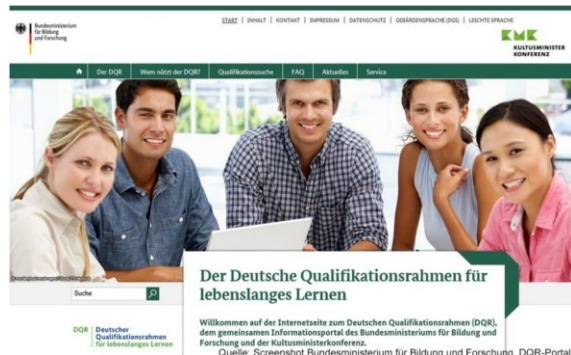 Bundesministerium
für Bildung
und Forschung
START | INHALT | KONTAKT | IMPRESSUM | DATENSCHUTZ | GEBÄRDENSPRACHE (DGS) | LEICHTE SPRACHE
KMK
KULTUSMINISTER
KONFERENZ
Der DQR Wem nützt der DQR? Qualifikationssuche FAQ Aktuelles Service
Der Deutsche Qualifikationsrahmen für
lebenslanges Lernen
Suche
DQR Deutscher
Qualifikationsrahmen
für lebenslanges Lernen
Willkommen auf der Internetseite zum Deutschen Qualifikationsrahmen (DQR),
dem gemeinsamen Informationsportal des Bundesministeriums für Bildung und
Forschung und der Kultusministerkonferenz.
Quelle: Screenshot Bundesministerium für Bildung und Forschung, DQR-Portal